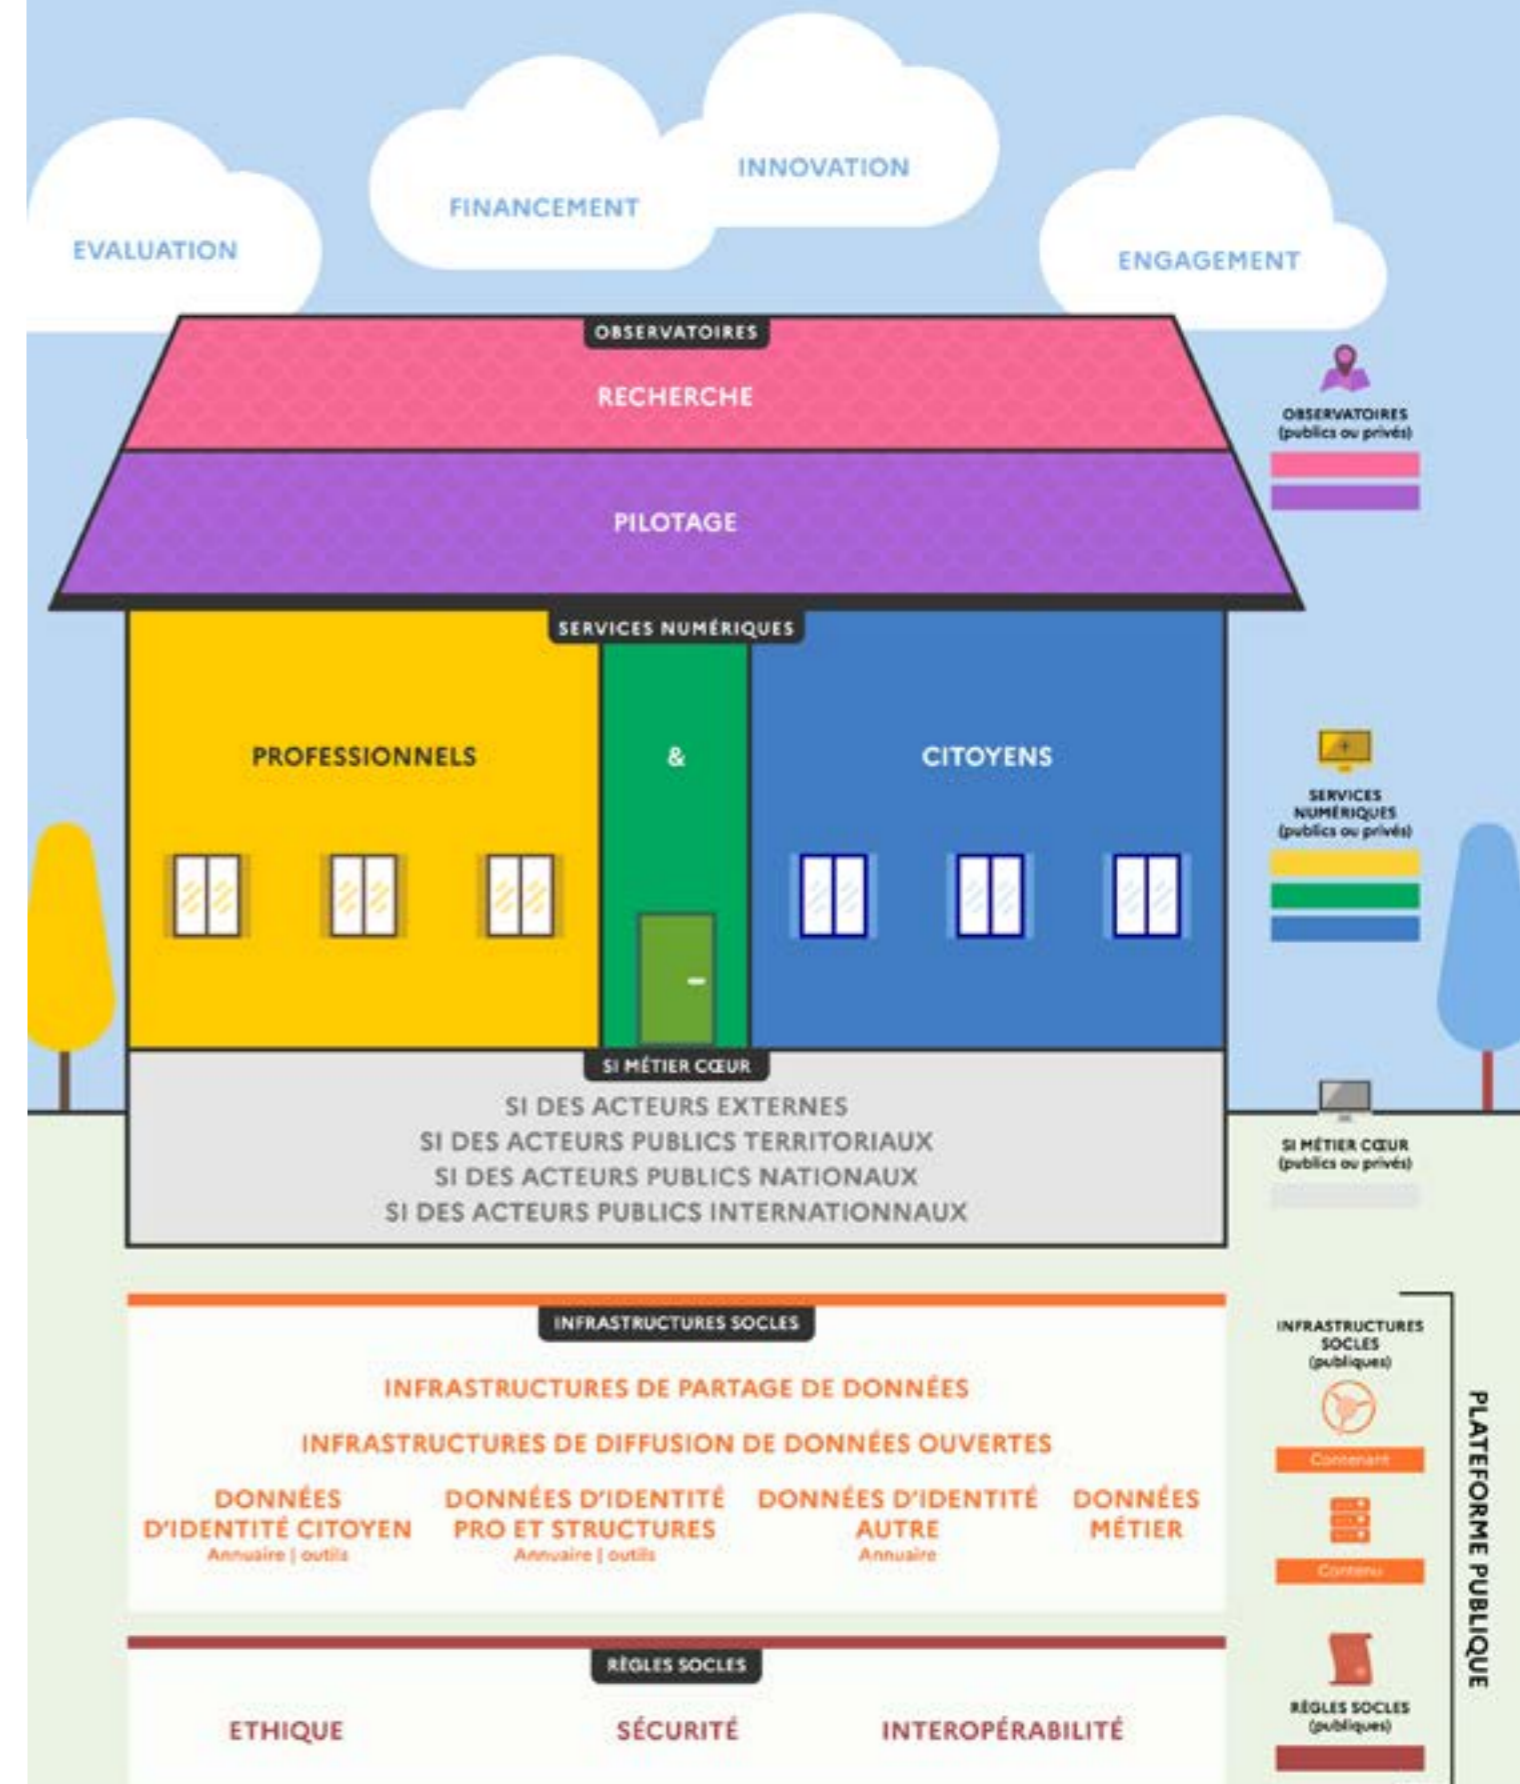 INNOVATION
FINANCEMENT
EVALUATION
ENGAGEMENT
OBSERVATOIRES
RECHERCHE
PILOTAGE
OBSERVATOIRES
(publics ou privés)
SERVICES NUMÉRIQUES
PROFESSIONNELS
&
CITOYENS
SERVICES
NUMÉRIQUES
(publics ou privés)
SI MÉTIER CŒUR
SI DES ACTEURS EXTERNES
SI DES ACTEURS PUBLICS TERRITORIAUX
SI DES ACTEURS PUBLICS NATIONAUX
SI DES ACTEURS PUBLICS INTERNATIONNAUX
SI MÉTIER CŒUR
(publics ou privés)
INFRASTRUCTURES SOCLES
INFRASTRUCTURES DE PARTAGE DE DONNÉES
INFRASTRUCTURES DE DIFFUSION DE DONNÉES OUVERTES
DONNÉES
D'IDENTITÉ CITOYEN
Annuaire | outils
DONNÉES D'IDENTITÉ
PRO ET STRUCTURES
Annuaire | outils
DONNÉES D'IDENTITÉ
AUTRE
Annuaire
DONNÉES
MÉTIER
INFRASTRUCTURES
SOCLES
(publiques)
Contenant
Contenu
RÈGLES SOCLES
ETHIQUE
SÉCURITÉ
INTEROPÉRABILITÉ
RÈGLES SOCLES
(publiques)
PLATEFORME PUBLIQUE